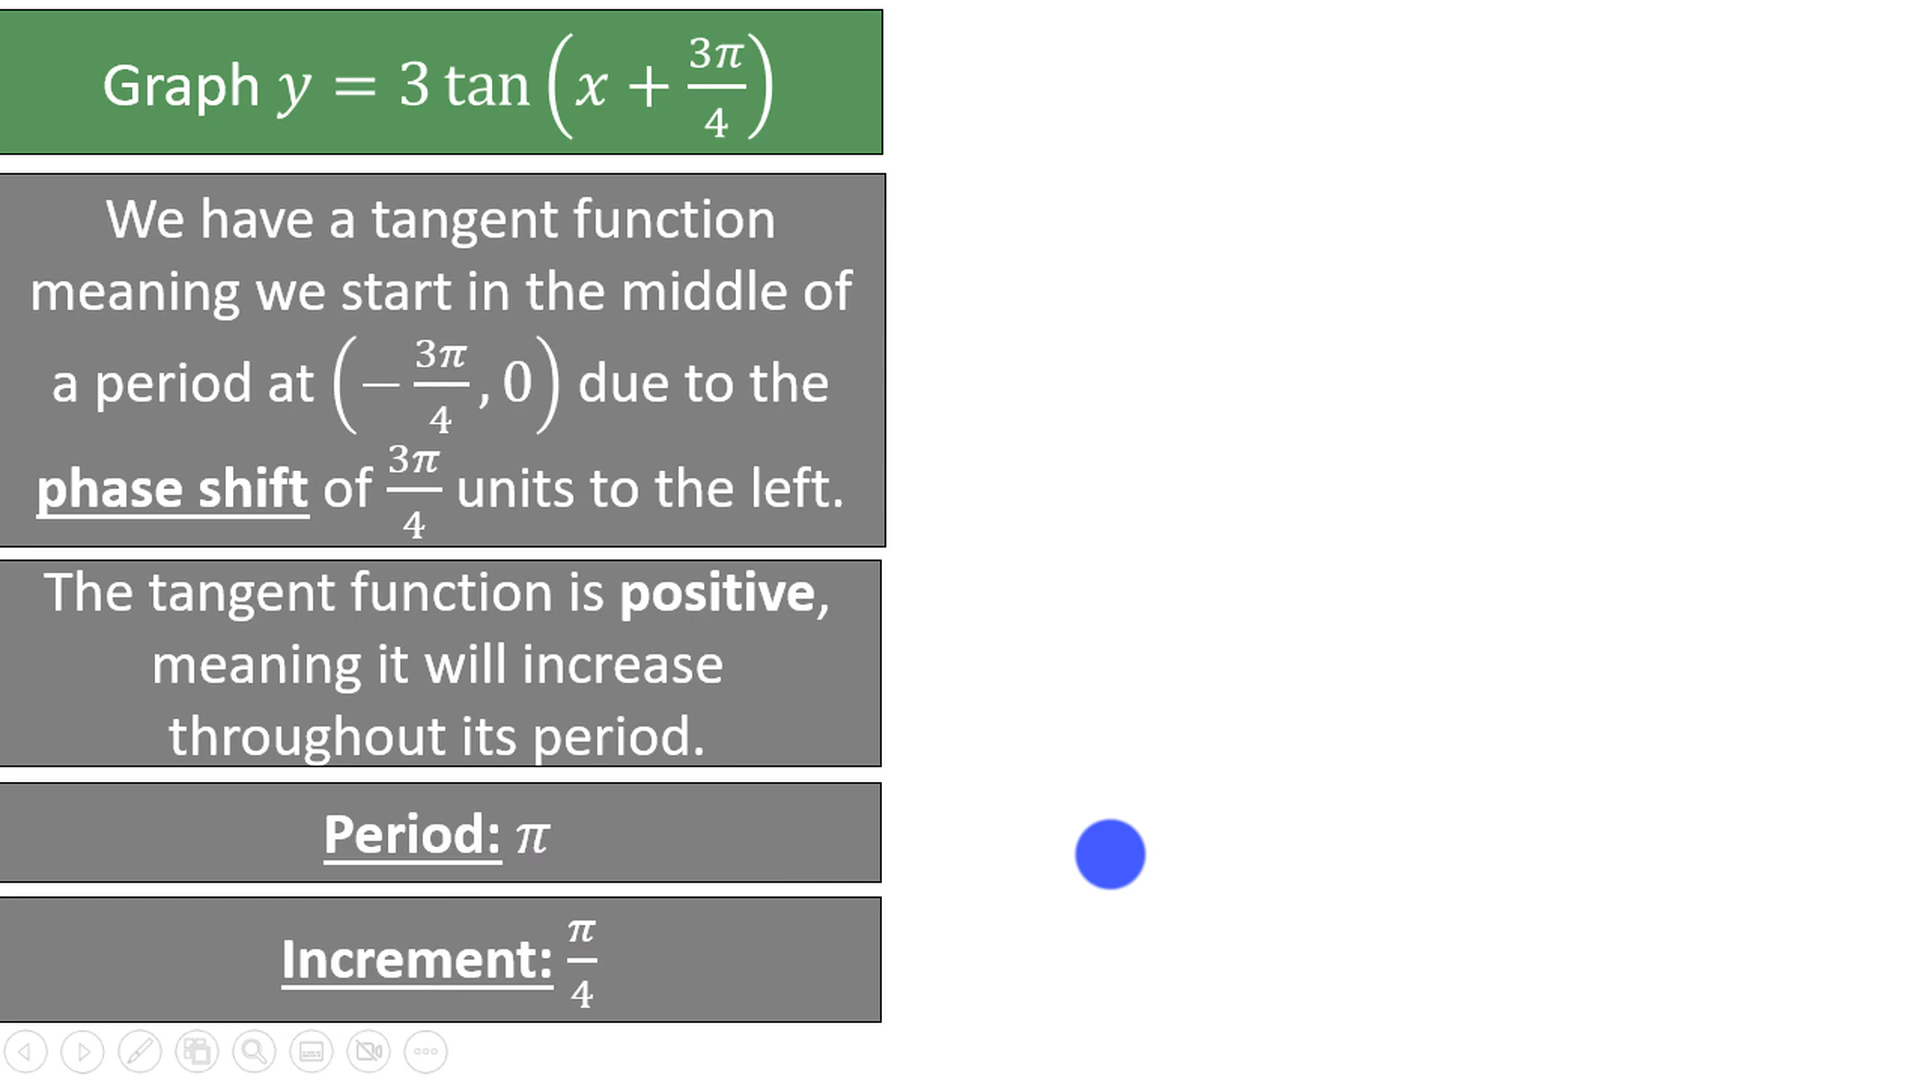 Graph y = 3 tan(x + 3π/4)
We have a tangent function
meaning we start in the middle of
a period at (−3π/4, 0) due to the
phase shift of 3π/4 units to the left.
The tangent function is positive,
meaning it will increase
throughout its period.
Period: π
Increment: π/4